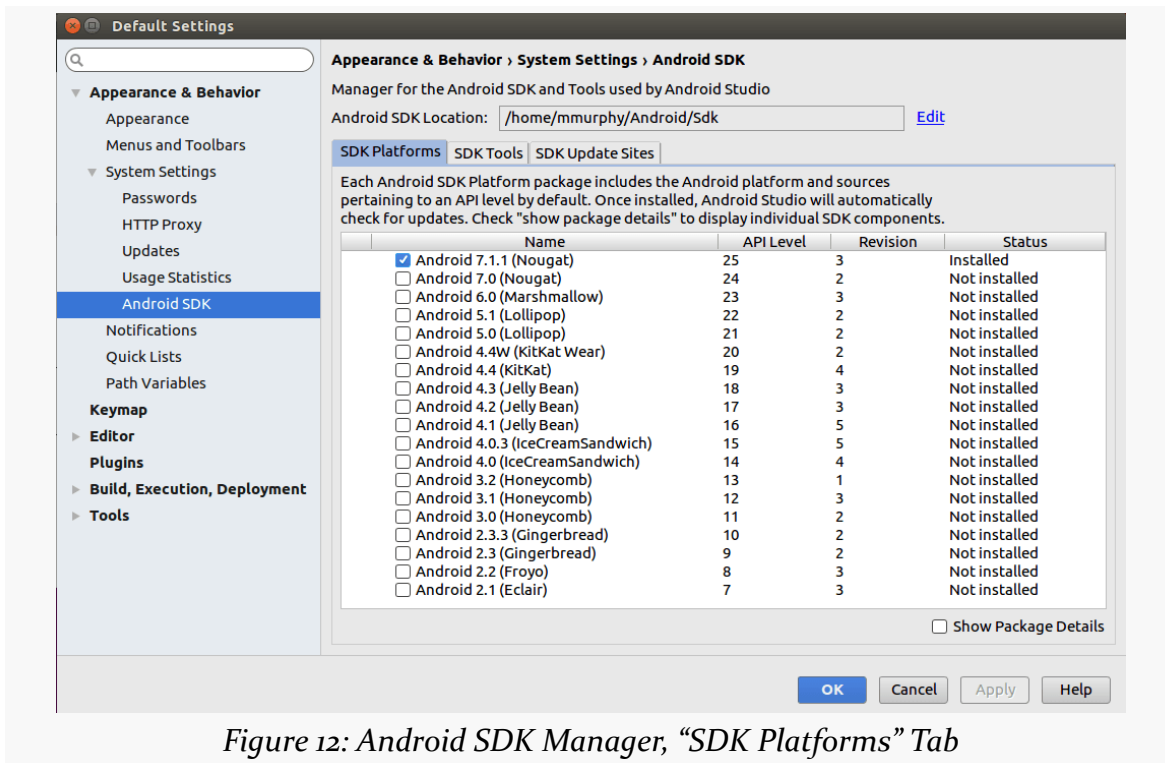 Default Settings
Appearance & Behavior
Appearance
Menus and Toolbars
System Settings
Passwords
HTTP Proxy
Updates
Usage Statistics
Android SDK
Notifications
Quick Lists
Path Variables
Keymap
Editor
Plugins
Build, Execution, Deployment
Tools
Appearance & Behavior › System Settings › Android SDK
Manager for the Android SDK and Tools used by Android Studio
Android SDK Location: /home/mmurphy/Android/Sdk Edit
SDK Platforms SDK Tools SDK Update Sites
Each Android SDK Platform package includes the Android platform and sources
pertaining to an API level by default. Once installed, Android Studio will automatically
check for updates. Check "show package details" to display individual SDK components.
Name API Level Revision Status
Android 7.1.1 (Nougat) 25 3 Installed
Android 7.0 (Nougat) 24 2 Not installed
Android 6.0 (Marshmallow) 23 3 Not installed
Android 5.1 (Lollipop) 22 2 Not installed
Android 5.0 (Lollipop) 21 2 Not installed
Android 4.4W (KitKat Wear) 20 2 Not installed
Android 4.4 (KitKat) 19 4 Not installed
Android 4.3 (Jelly Bean) 18 3 Not installed
Android 4.2 (Jelly Bean) 17 3 Not installed
Android 4.1 (Jelly Bean) 16 5 Not installed
Android 4.0.3 (IceCreamSandwich) 15 5 Not installed
Android 4.0 (IceCreamSandwich) 14 4 Not installed
Android 3.2 (Honeycomb) 13 1 Not installed
Android 3.1 (Honeycomb) 12 3 Not installed
Android 3.0 (Honeycomb) 11 2 Not installed
Android 2.3.3 (Gingerbread) 10 2 Not installed
Android 2.3 (Gingerbread) 9 2 Not installed
Android 2.2 (Froyo) 8 3 Not installed
Android 2.1 (Eclair) 7 3 Not installed
Show Package Details
OK Cancel Apply Help
Figure 12: Android SDK Manager, “SDK Platforms” Tab